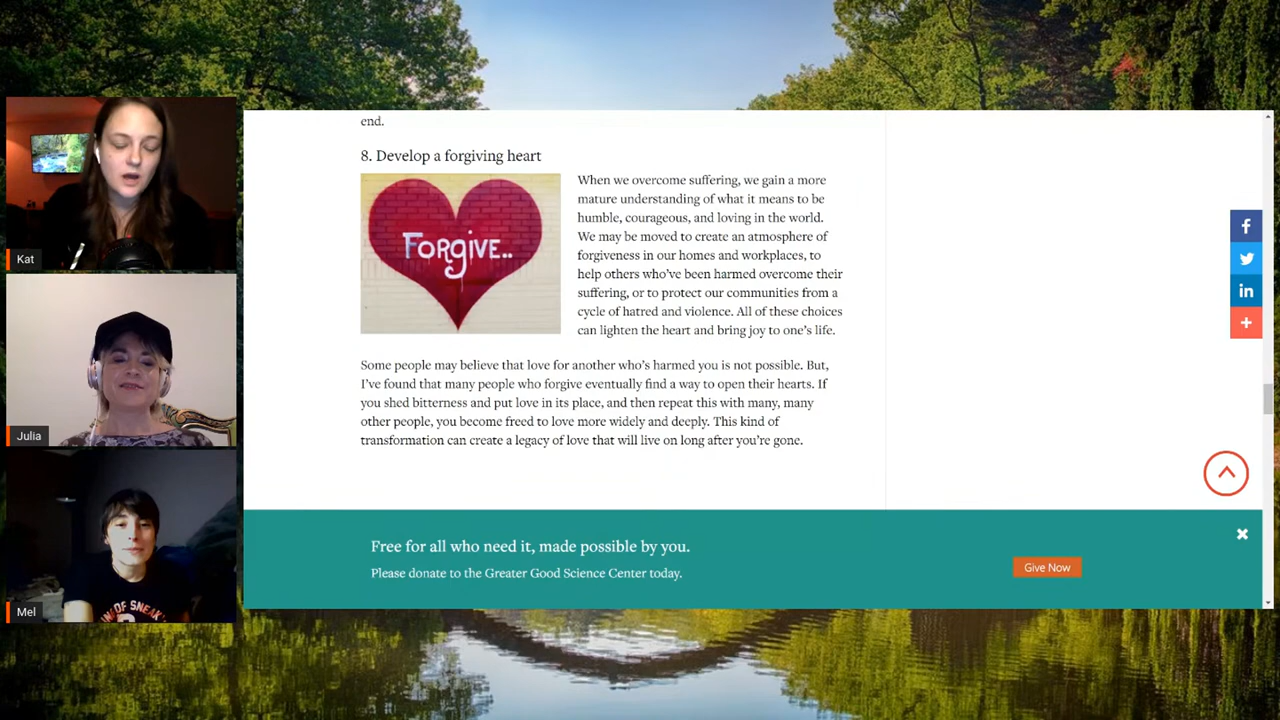 Kat
Julia
Mel
end.
8. Develop a forgiving heart
FORGIVE..
When we overcome suffering, we gain a more
mature understanding of what it means to be
humble, courageous, and loving in the world.
We may be moved to create an atmosphere of
forgiveness in our homes and workplaces, to
help others who've been harmed overcome their
suffering, or to protect our communities from a
cycle of hatred and violence. All of these choices
can lighten the heart and bring joy to one's life.
Some people may believe that love for another who's harmed you is not possible. But,
I've found that many people who forgive eventually find a way to open their hearts. If
you shed bitterness and put love in its place, and then repeat this with many, many
other people, you become freed to love more widely and deeply. This kind of
transformation can create a legacy of love that will live on long after you're gone.
Free for all who need it, made possible by you.
Please donate to the Greater Good Science Center today.
Give Now